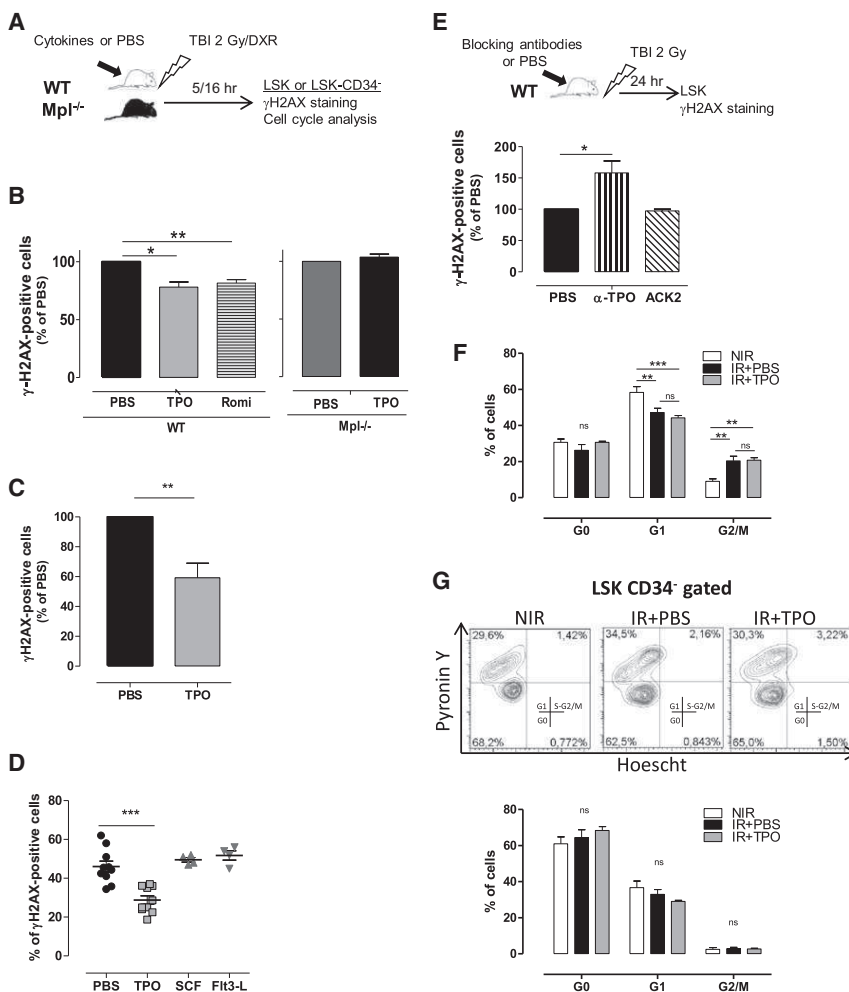 A
Cytokines or PBS
TBI 2 Gy/DXR
WT
Mpl-/-
5/16 hr
LSK or LSK-CD34-
γH2AX staining
Cell cycle analysis
B
γ-H2AX-positive cells
(% of PBS)
100
50
0
**
*
PBS TPO Romi
WT
PBS TPO
Mpl-/-
C
γH2AX-positive cells
(% of PBS)
100
80
60
40
20
0
**
PBS TPO
D
% of γH2AX-positive cells
80
60
40
20
0
***
PBS TPO SCF Flt3-L
E
Blocking antibodies
or PBS
TBI 2 Gy
WT
24 hr
LSK
γH2AX staining
γ-H2AX-positive cells
(% of PBS)
200
150
100
50
0
*
PBS α-TPO ACK2
F
% of cells
80
60
40
20
0
NIR
IR+PBS
IR+TPO
ns
***
**
ns
**
**
ns
G0 G1 G2/M
G
LSK CD34- gated
NIR IR+PBS IR+TPO
Pyronin Y
29,6% 1,42%
68,2% 0,772%
G1 S-G2/M
G0
34,5% 2,16%
62,5% 0,843%
G1 S-G2/M
G0
30,3% 3,22%
65,0% 1,50%
G1 S-G2/M
G0
Hoescht
% of cells
80
60
40
20
0
NIR
IR+PBS
IR+TPO
ns
ns
ns
G0 G1 G2/M